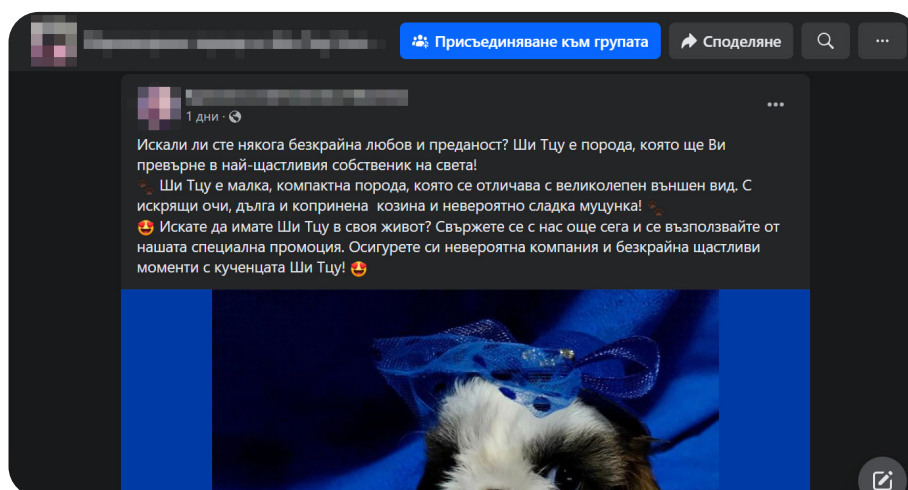 Присъединяване към групата
Споделяне
1 дни ·
Искали ли сте някога безкрайна любов и преданост? Ши Тцу е порода, която ще Ви
превърне в най-щастливия собственик на света!
🐾 Ши Тцу е малка, компактна порода, която се отличава с великолепен външен вид. С
искрящи очи, дълга и копринена козина и невероятно сладка муцунка! 🐾
🤩 Искате да имате Ши Тцу в своя живот? Свържете се с нас още сега и се възползвайте от
нашата специална промоция. Осигурете си невероятна компания и безкрайна щастливи
моменти с кученцата Ши Тцу! 🤩